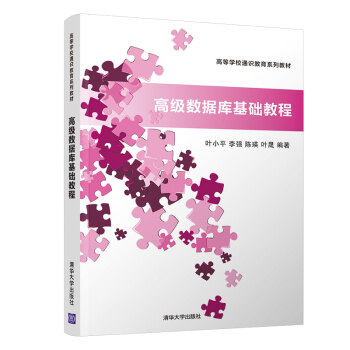 高等学校通识教育系列教材
高级数据库基础教程
叶小平 李强 陈瑛 叶晟 编著
清华大学出版社
高等学校通识教育系列教材
高级数据库基础教程
清华大学出版社